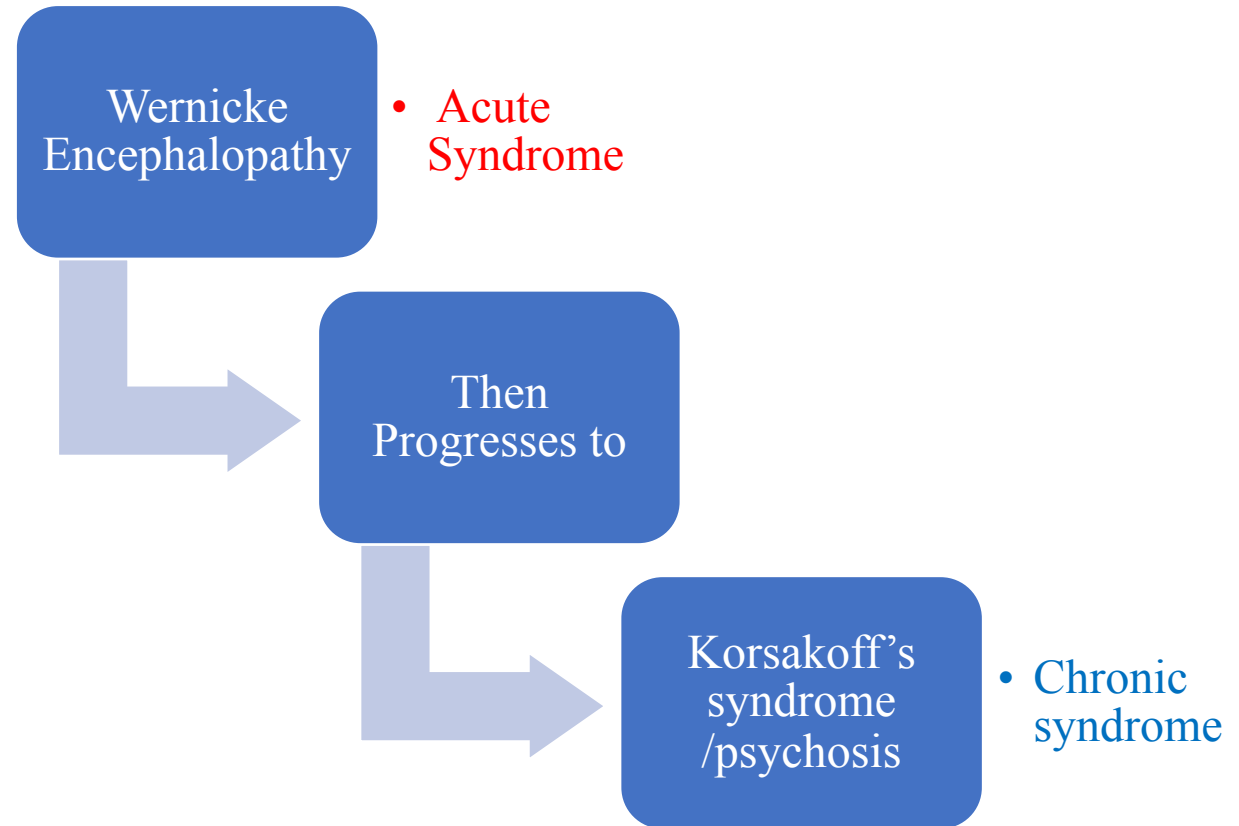 Wernicke
Encephalopathy
• Acute
Syndrome
Then
Progresses to
Korsakoff’s
syndrome
/psychosis
• Chronic
syndrome